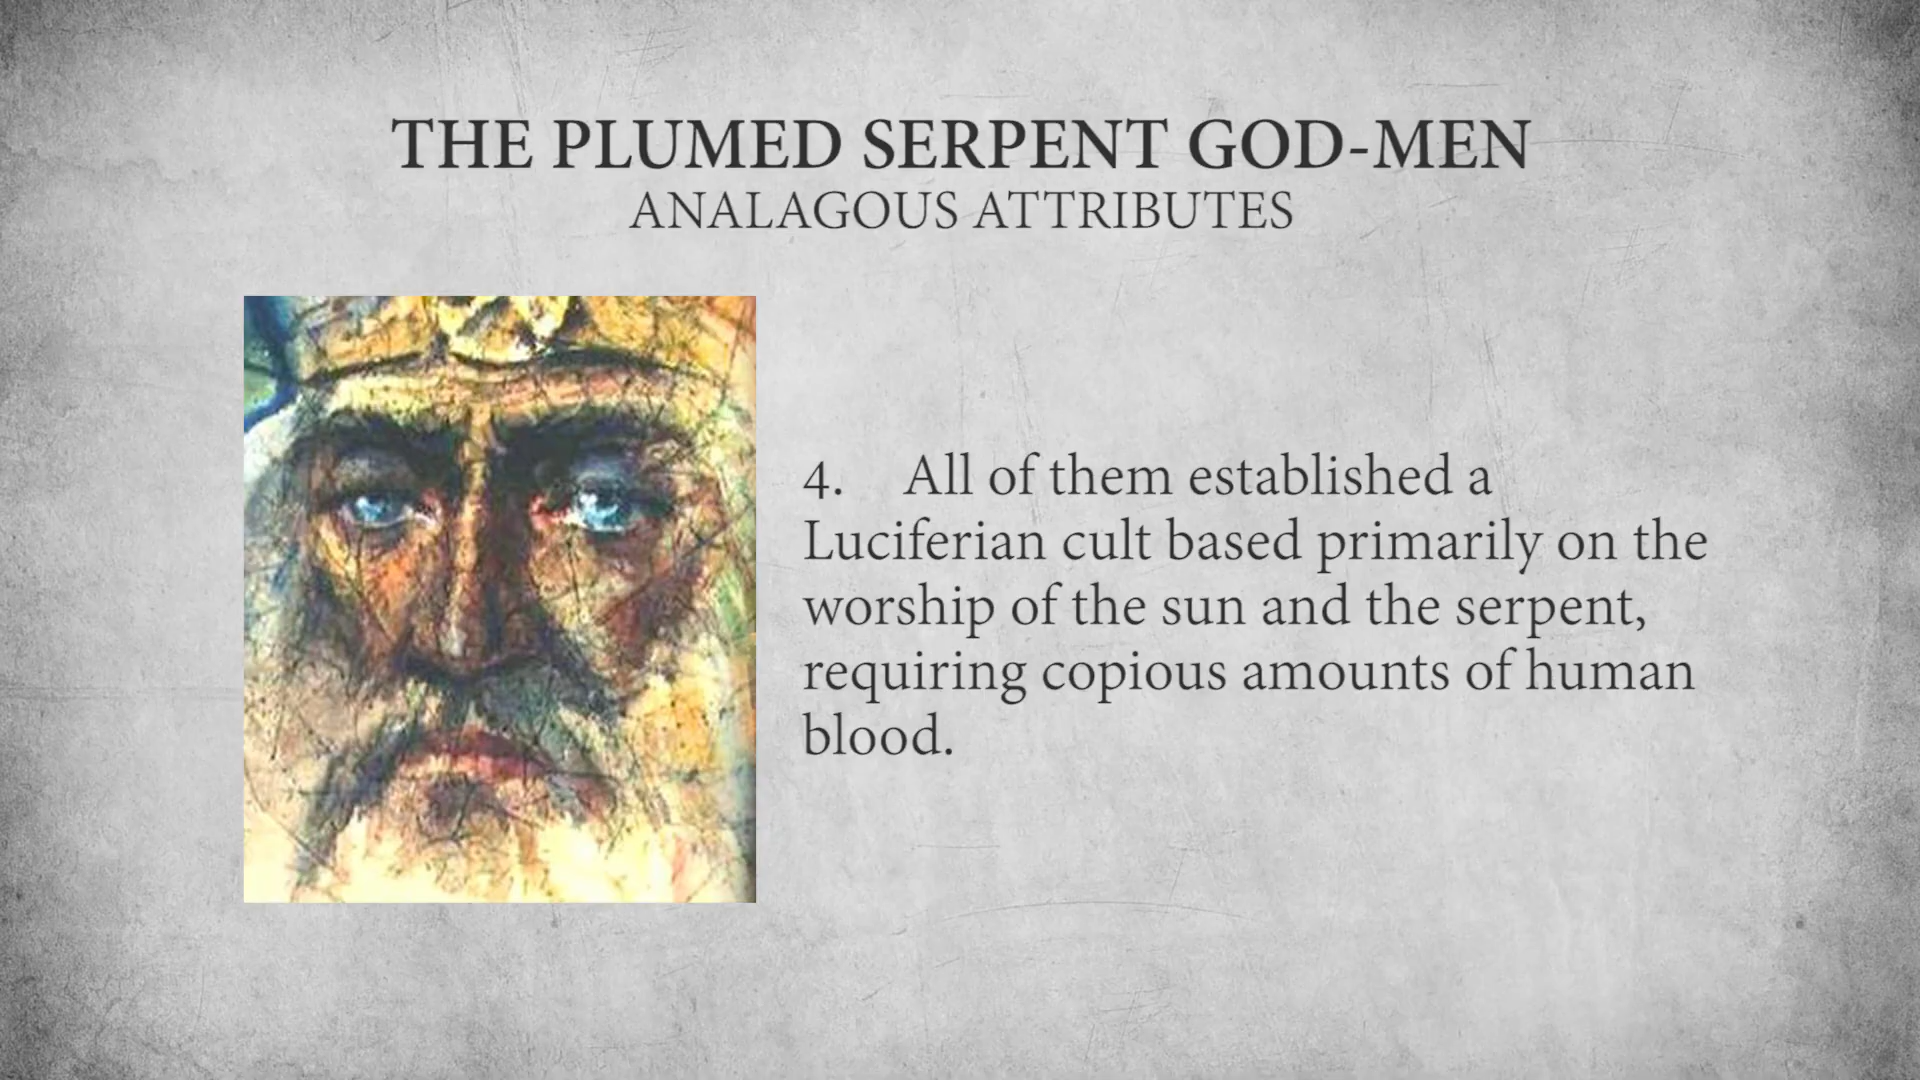 THE PLUMED SERPENT GOD-MEN
ANALAGOUS ATTRIBUTES
4. All of them established a
Luciferian cult based primarily on the
worship of the sun and the serpent,
requiring copious amounts of human
blood.